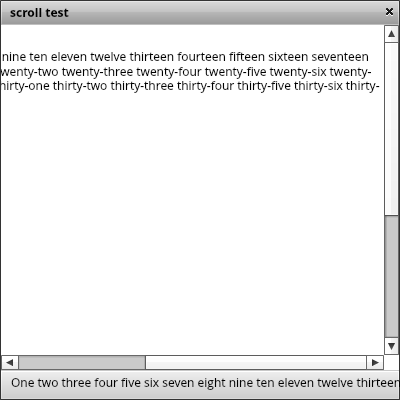 scroll test
nine ten eleven twelve thirteen fourteen fifteen sixteen seventeen
wenty-two twenty-three twenty-four twenty-five twenty-six twenty-
hirty-one thirty-two thirty-three thirty-four thirty-five thirty-six thirty-
One two three four five six seven eight nine ten eleven twelve thirteen